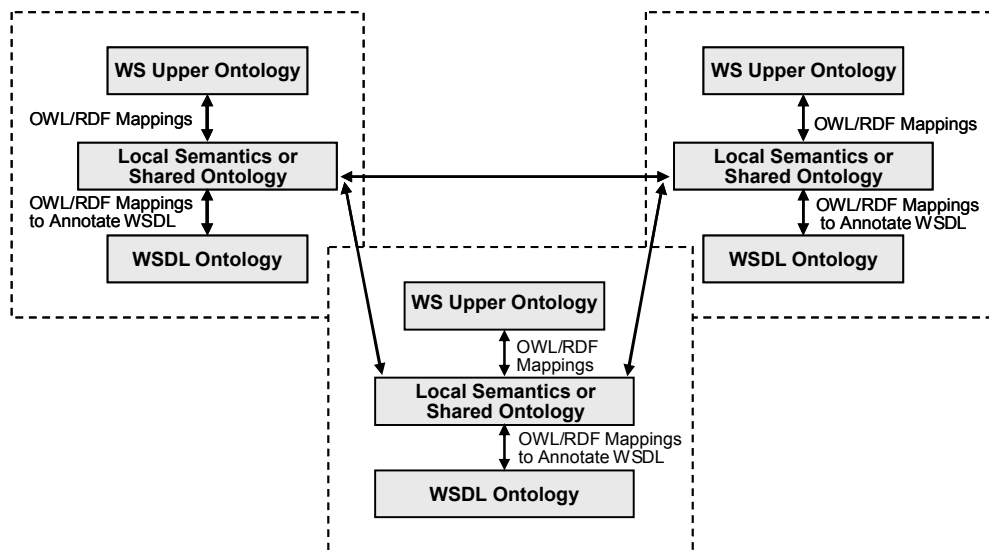 WS Upper Ontology
OWL/RDF Mappings
Local Semantics or
Shared Ontology
OWL/RDF Mappings
to Annotate WSDL
WSDL Ontology
WS Upper Ontology
OWL/RDF Mappings
Local Semantics or
Shared Ontology
OWL/RDF Mappings
to Annotate WSDL
WSDL Ontology
WS Upper Ontology
OWL/RDF
Mappings
Local Semantics or
Shared Ontology
OWL/RDF Mappings
to Annotate WSDL
WSDL Ontology